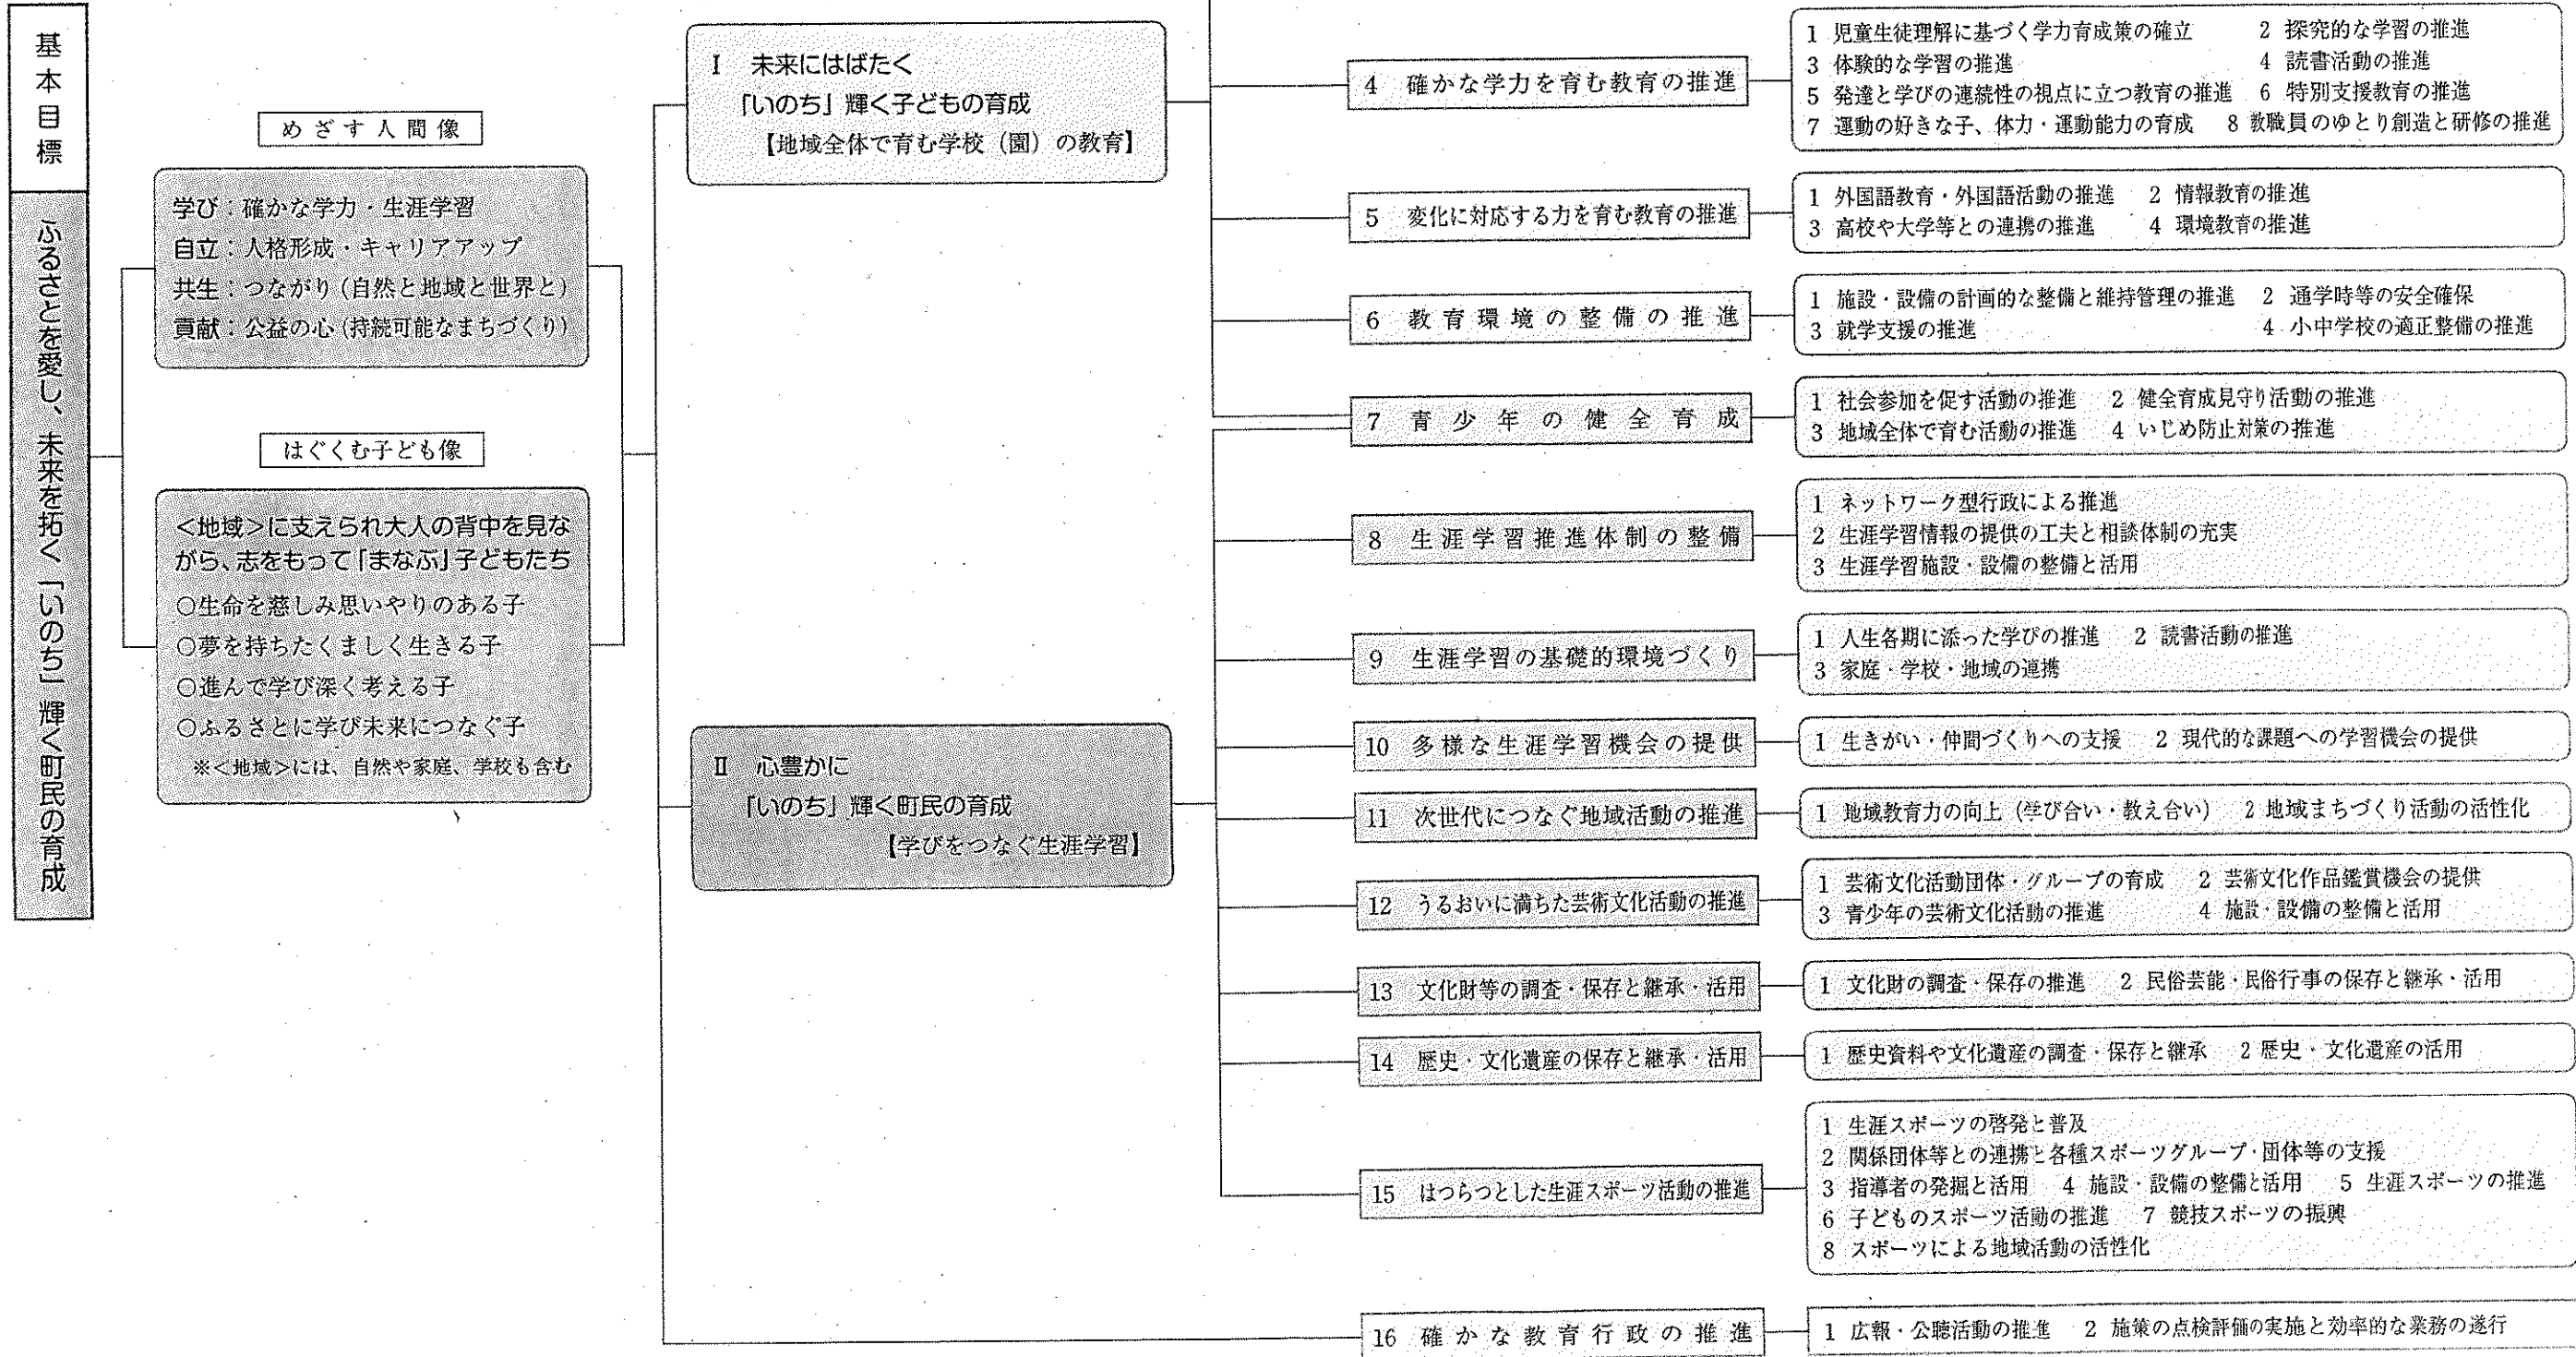 基本目標
ふるさとを愛し、未来を拓く「いのち」輝く町民の育成
めざす人間像
学び：確かな学力・生涯学習
自立：人格形成・キャリアアップ
共生：つながり（自然と地域と世界と）
貢献：公益の心（持続可能なまちづくり）
はぐくむ子ども像
＜地域＞に支えられ大人の背中を見な
がら、志をもって「まなぶ」子どもたち
○生命を慈しみ思いやりのある子
○夢を持ちたくましく生きる子
○進んで学び深く考える子
○ふるさとに学び未来につなぐ子
※＜地域＞には、自然や家庭、学校も含む
Ⅰ　未来にはばたく
「いのち」輝く子どもの育成
【地域全体で育む学校（園）の教育】
Ⅱ　心豊かに
「いのち」輝く町民の育成
【学びをつなぐ生涯学習】
4　確かな学力を育む教育の推進
1 児童生徒理解に基づく学力育成策の確立　2 探究的な学習の推進
3 体験的な学習の推進　4 読書活動の推進
5 発達と学びの連続性の視点に立つ教育の推進　6 特別支援教育の推進
7 運動の好きな子、体力・運動能力の育成　8 教職員のゆとり創造と研修の推進
5　変化に対応する力を育む教育の推進
1 外国語教育・外国語活動の推進　2 情報教育の推進
3 高校や大学等との連携の推進　4 環境教育の推進
6　教育環境の整備の推進
1 施設・設備の計画的な整備と維持管理の推進　2 通学時等の安全確保
3 就学支援の推進　4 小中学校の適正整備の推進
7　青少年の健全育成
1 社会参加を促す活動の推進　2 健全育成見守り活動の推進
3 地域全体で育む活動の推進　4 いじめ防止対策の推進
8　生涯学習推進体制の整備
1 ネットワーク型行政による推進
2 生涯学習情報の提供の工夫と相談体制の充実
3 生涯学習施設・設備の整備と活用
9　生涯学習の基礎的環境づくり
1 人生各期に添った学びの推進　2 読書活動の推進
3 家庭・学校・地域の連携
10　多様な生涯学習機会の提供
1 生きがい・仲間づくりへの支援　2 現代的な課題への学習機会の提供
11　次世代につなぐ地域活動の推進
1 地域教育力の向上（学び合い・教え合い）　2 地域まちづくり活動の活性化
12　うるおいに満ちた芸術文化活動の推進
1 芸術文化活動団体・グループの育成　2 芸術文化作品鑑賞機会の提供
3 青少年の芸術文化活動の推進　4 施設・設備の整備と活用
13　文化財等の調査・保存と継承・活用
1 文化財の調査・保存の推進　2 民俗芸能・民俗行事の保存と継承・活用
14　歴史・文化遺産の保存と継承・活用
1 歴史資料や文化遺産の調査・保存と継承　2 歴史・文化遺産の活用
15　はつらつとした生涯スポーツ活動の推進
1 生涯スポーツの啓発と普及
2 関係団体等との連携と各種スポーツグループ・団体等の支援
3 指導者の発掘と活用　4 施設・設備の整備と活用　5 生涯スポーツの推進
6 子どものスポーツ活動の推進　7 競技スポーツの振興
8 スポーツによる地域活動の活性化
16　確かな教育行政の推進
1 広報・公聴活動の推進　2 施策の点検評価の実施と効率的な業務の遂行